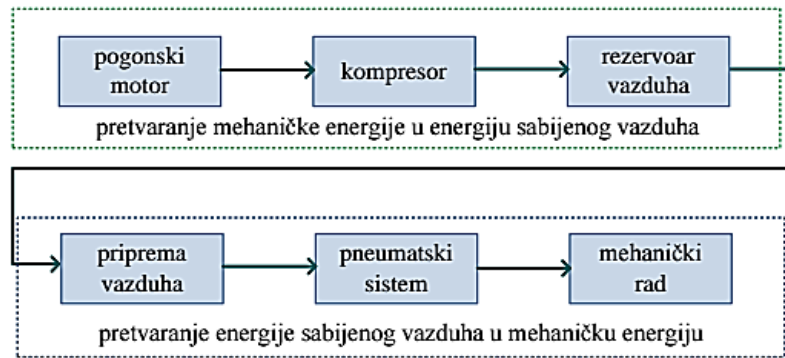 pogonski
motor
kompresor
rezervoar
vazduha
pretvaranje mehaničke energije u energiju sabijenog vazduha
priprema
vazduha
pneumatski
sistem
mehanički
rad
pretvaranje energije sabijenog vazduha u mehaničku energiju